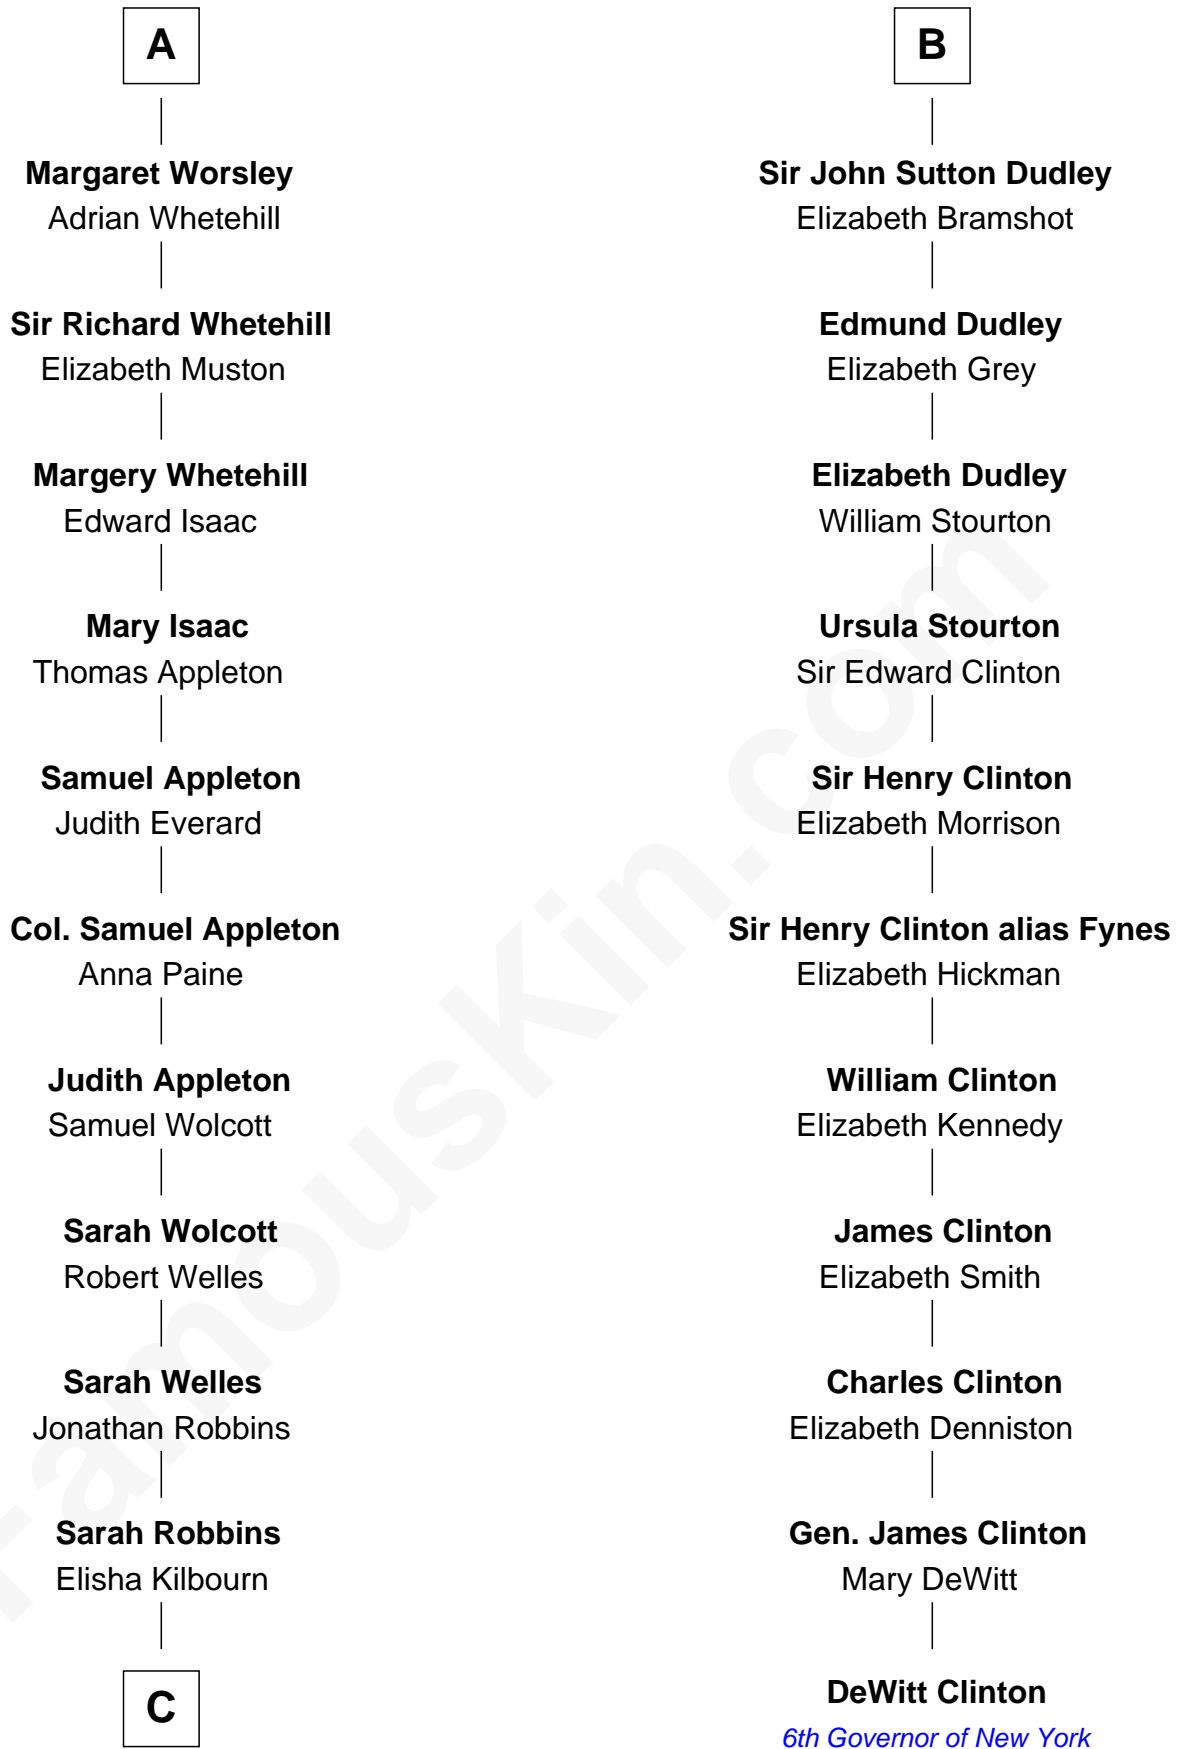 A
Margaret Worsley
Adrian Whetehill
Sir Richard Whetehill
Elizabeth Muston
Margery Whetehill
Edward Isaac
Mary Isaac
Thomas Appleton
Samuel Appleton
Judith Everard
Col. Samuel Appleton
Anna Paine
Judith Appleton
Samuel Wolcott
Sarah Wolcott
Robert Welles
Sarah Welles
Jonathan Robbins
Sarah Robbins
Elisha Kilbourn
C
B
Sir John Sutton Dudley
Elizabeth Bramshot
Edmund Dudley
Elizabeth Grey
Elizabeth Dudley
William Stourton
Ursula Stourton
Sir Edward Clinton
Sir Henry Clinton
Elizabeth Morrison
Sir Henry Clinton alias Fynes
Elizabeth Hickman
William Clinton
Elizabeth Kennedy
James Clinton
Elizabeth Smith
Charles Clinton
Elizabeth Denniston
Gen. James Clinton
Mary DeWitt
DeWitt Clinton
6th Governor of New York
FamousKin.com